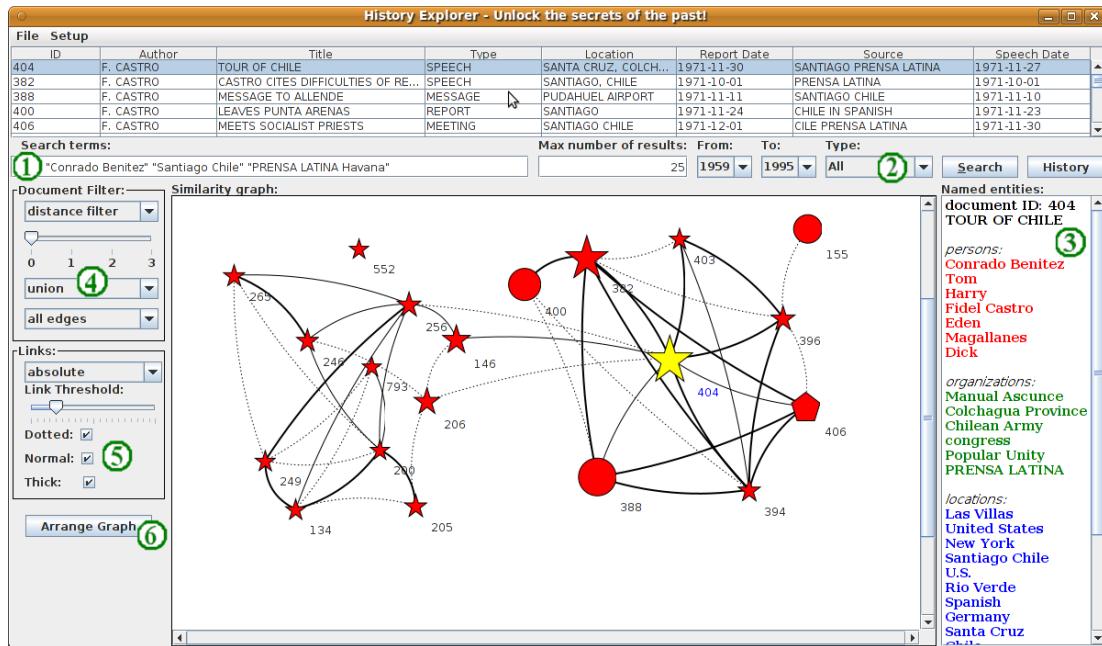 History Explorer - Unlock the secrets of the past!
File Setup
ID Author Title Type Location Report Date Source Speech Date
404 F. CASTRO TOUR OF CHILE SPEECH SANTA CRUZ, COLCH... 1971-11-30 SANTIAGO PRENSA LATINA 1971-11-27
382 F. CASTRO CASTRO CITES DIFFICULTIES OF RE... SPEECH SANTIAGO, CHILE 1971-10-01 PRENSA LATINA 1971-10-01
388 F. CASTRO MESSAGE TO ALLENDE MESSAGE PUDAHUEL AIRPORT 1971-11-11 SANTIAGO CHILE 1971-11-10
400 F. CASTRO LEAVES PUNTA ARENAS REPORT SANTIAGO 1971-11-24 CHILE IN SPANISH 1971-11-23
406 F. CASTRO MEETS SOCIALIST PRIESTS MEETING SANTIAGO CHILE 1971-12-01 CILE PRENSA LATINA 1971-11-30
Search terms: Max number of results: From: To: Type:
1 "Conrado Benitez" "Santiago Chile" "PRENSA LATINA Havana" 25 1959 1995 All 2 Search History
Document Filter:
distance filter
0 1 2 3
union 4
all edges
Links:
absolute
Link Threshold:
Dotted:
Normal: 5
Thick:
Arrange Graph 6
Similarity graph:
552
403
155
265
382
400
256
396
246
146
793
404
206
406
200
249
388
394
134
205
Named entities:
document ID: 404
TOUR OF CHILE
3
persons:
Conrado Benitez
Tom
Harry
Fidel Castro
Eden
Magallanes
Dick
organizations:
Manual Ascunce
Colchagua Province
Chilean Army
congress
Popular Unity
PRENSA LATINA
locations:
Las Villas
United States
New York
Santiago Chile
U.S.
Rio Verde
Spanish
Germany
Santa Cruz
Chile